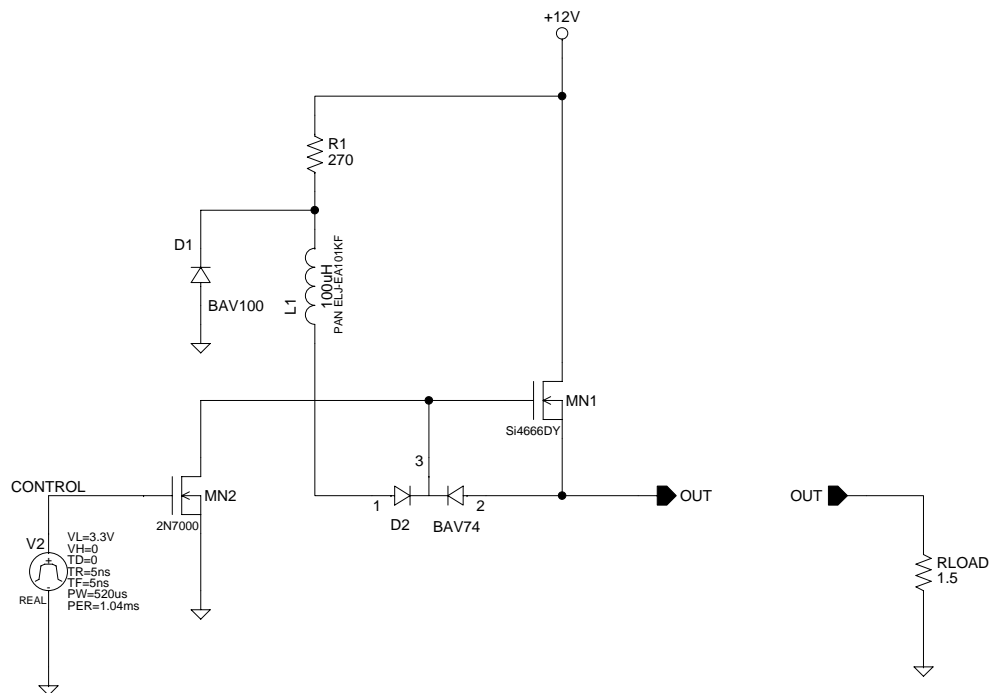 +12V
R1
270
D1
BAV100
L1
100uH
PAN ELJ-EA101KF
MN1
Si4666DY
3
CONTROL
MN2
2N7000
1
D2
BAV74
2
OUT
OUT
V2
+
-
REAL
VL=3.3V
VH=0
TD=0
TR=5ns
TF=5ns
PW=520us
PER=1.04ms
RLOAD
1.5